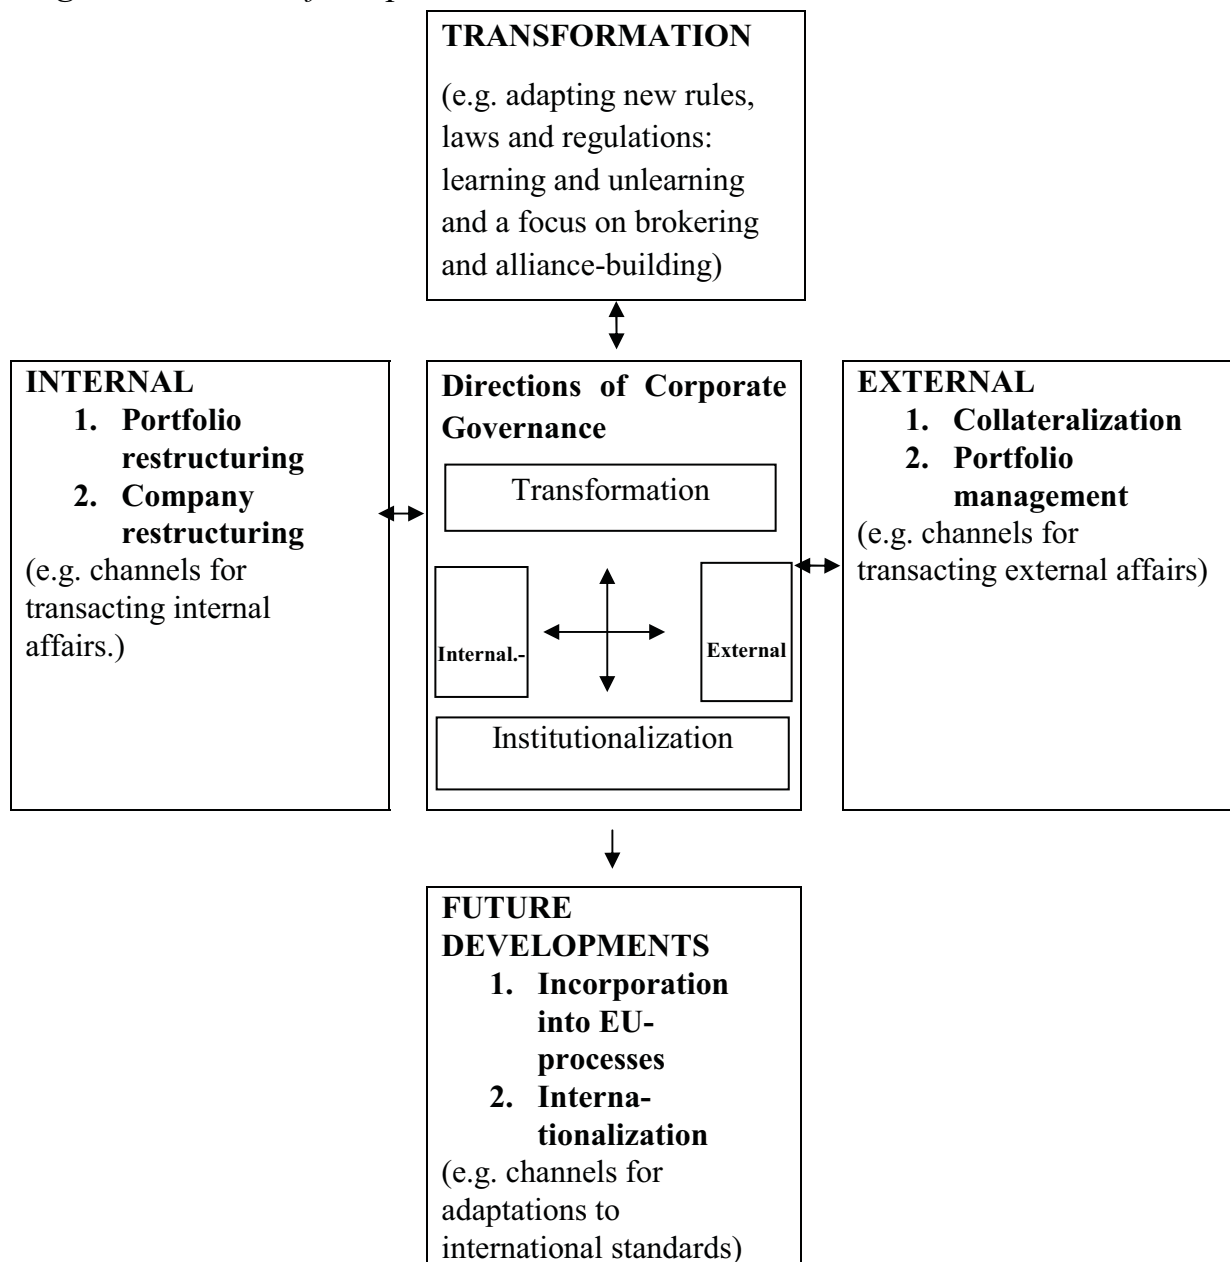 TRANSFORMATION
(e.g. adapting new rules,
laws and regulations:
learning and unlearning
and a focus on brokering
and alliance-building)
INTERNAL
1. Portfolio
restructuring
2. Company
restructuring
(e.g. channels for
transacting internal
affairs.)
Directions of Corporate
Governance
Transformation
Internal.-
External
Institutionalization
EXTERNAL
1. Collateralization
2. Portfolio
management
(e.g. channels for
transacting external affairs)
FUTURE
DEVELOPMENTS
1. Incorporation
into EU-
processes
2. Interna-
tionalization
(e.g. channels for
adaptations to
international standards)